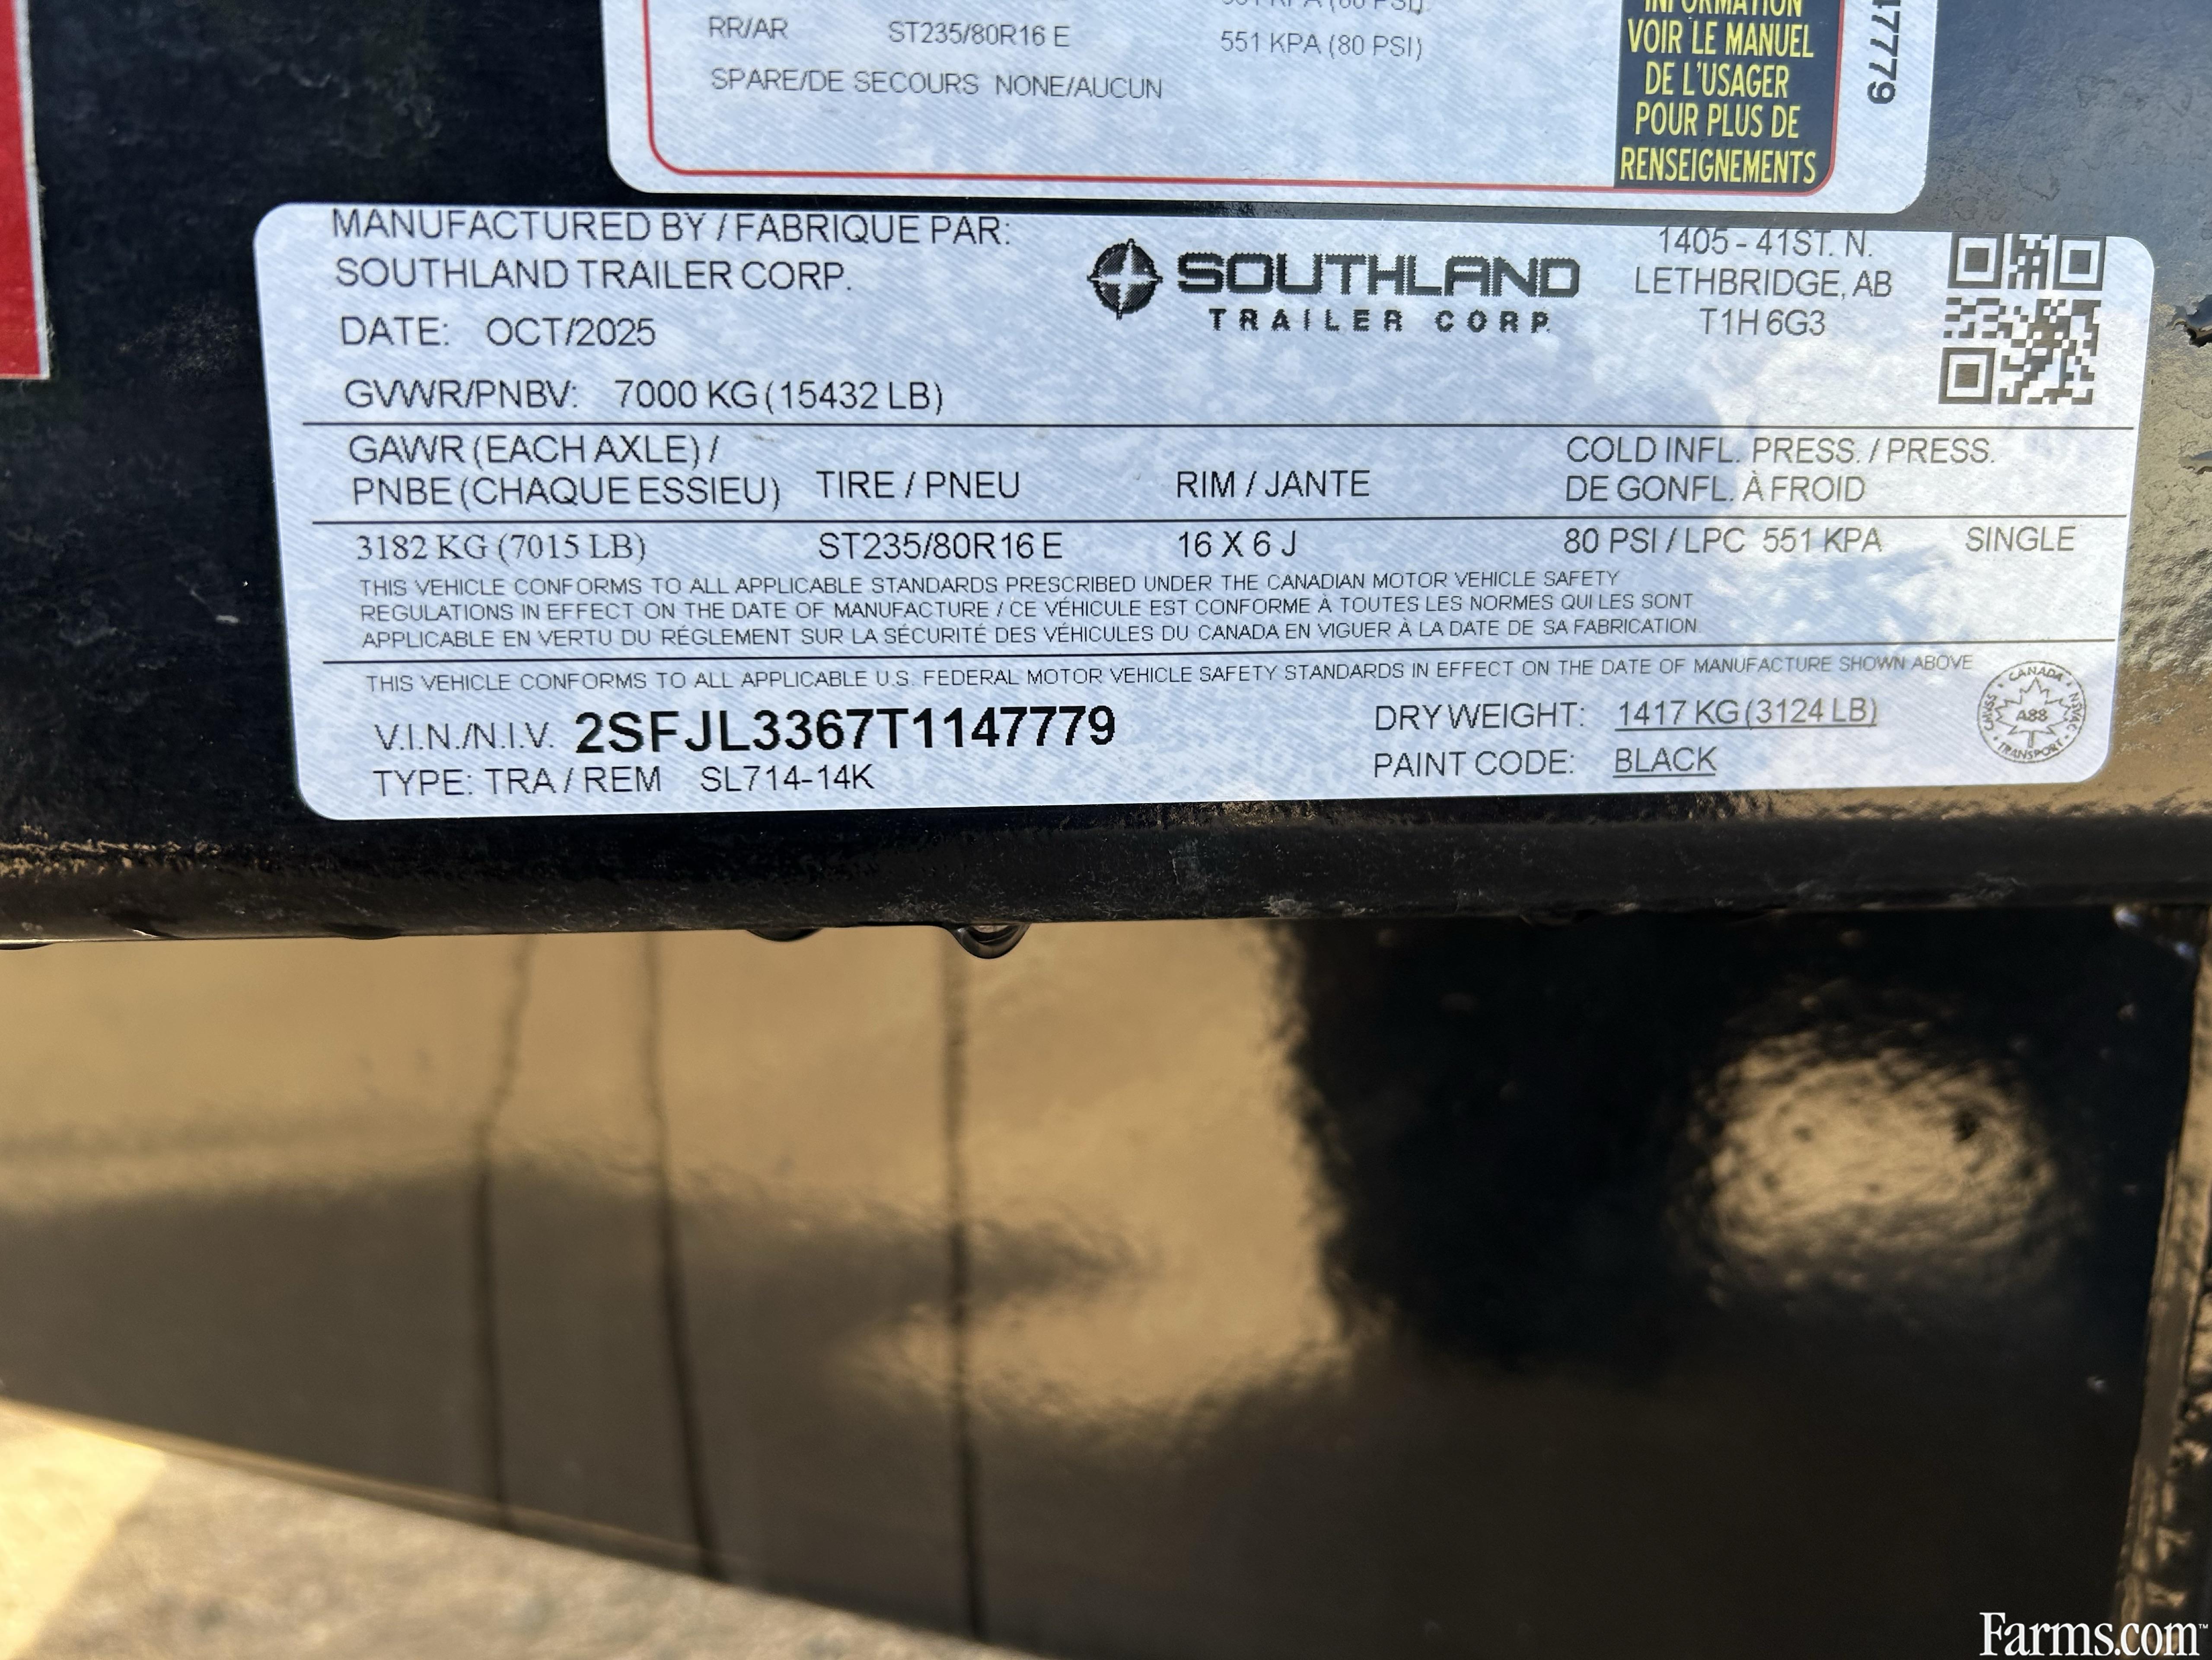 RR/AR ST235/80R16 E 551 KPA (80 PSI)
SPARE/DE SECOURS NONE/AUCUN
INFORMATION
VOIR LE MANUEL
DE L'USAGER
POUR PLUS DE
RENSEIGNEMENTS
47779
MANUFACTURED BY / FABRIQUE PAR:
SOUTHLAND TRAILER CORP.
DATE: OCT/2025
GVWR/PNBV: 7000 KG (15432 LB)
SOUTHLAND
TRAILER CORP.
1405 - 41ST. N.
LETHBRIDGE, AB
T1H 6G3
GAWR (EACH AXLE) /
PNBE (CHAQUE ESSIEU) TIRE / PNEU RIM / JANTE
COLD INFL. PRESS. / PRESS.
DE GONFL. À FROID
3182 KG (7015 LB) ST235/80R16 E 16 X 6 J 80 PSI / LPC 551 KPA SINGLE
THIS VEHICLE CONFORMS TO ALL APPLICABLE STANDARDS PRESCRIBED UNDER THE CANADIAN MOTOR VEHICLE SAFETY
REGULATIONS IN EFFECT ON THE DATE OF MANUFACTURE / CE VÉHICULE EST CONFORME À TOUTES LES NORMES QUI LES SONT
APPLICABLE EN VERTU DU RÉGLEMENT SUR LA SÉCURITÉ DES VÉHICULES DU CANADA EN VIGUER À LA DATE DE SA FABRICATION
THIS VEHICLE CONFORMS TO ALL APPLICABLE U.S. FEDERAL MOTOR VEHICLE SAFETY STANDARDS IN EFFECT ON THE DATE OF MANUFACTURE SHOWN ABOVE
V.I.N./N.I.V. 2SFJL3367T1147779
TYPE: TRA / REM SL714-14K
DRY WEIGHT: 1417 KG (3124 LB)
PAINT CODE: BLACK
CANADA
A88
TRANSPORT
Farms.com™